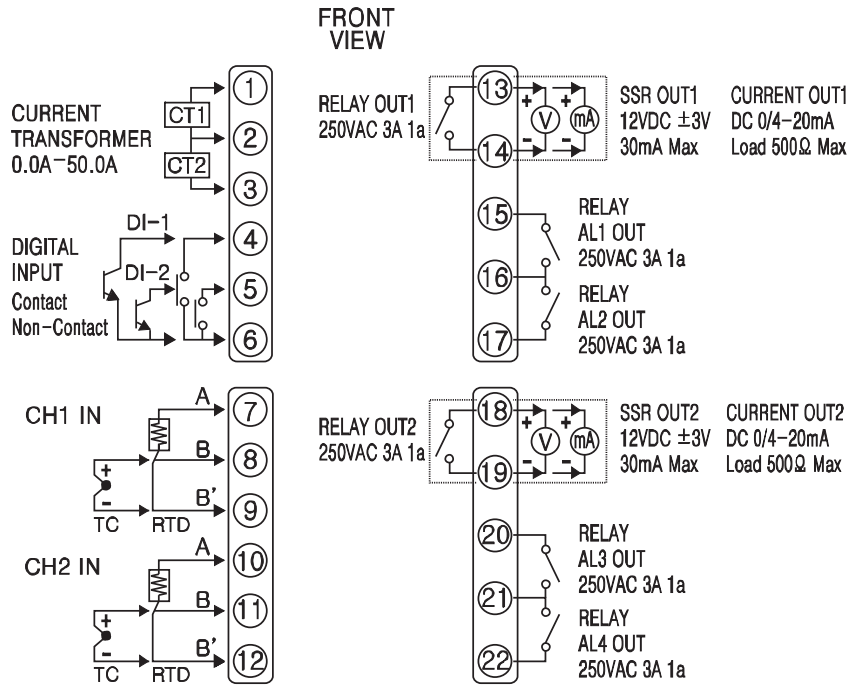 FRONT
VIEW
CURRENT
TRANSFORMER
0.0A-50.0A
CT1
CT2
1
2
3
DIGITAL
INPUT
Contact
Non-Contact
DI-1
DI-2
4
5
6
RELAY OUT1
250VAC 3A 1a
13
14
+
-
V
+
-
mA
SSR OUT1
12VDC ±3V
30mA Max
CURRENT OUT1
DC 0/4-20mA
Load 500Ω Max
15
16
17
RELAY
AL1 OUT
250VAC 3A 1a
RELAY
AL2 OUT
250VAC 3A 1a
CH1 IN
A
B
B'
+
-
TC
RTD
7
8
9
CH2 IN
A
B
B'
+
-
TC
RTD
10
11
12
RELAY OUT2
250VAC 3A 1a
18
19
+
-
V
+
-
mA
SSR OUT2
12VDC ±3V
30mA Max
CURRENT OUT2
DC 0/4-20mA
Load 500Ω Max
20
21
22
RELAY
AL3 OUT
250VAC 3A 1a
RELAY
AL4 OUT
250VAC 3A 1a